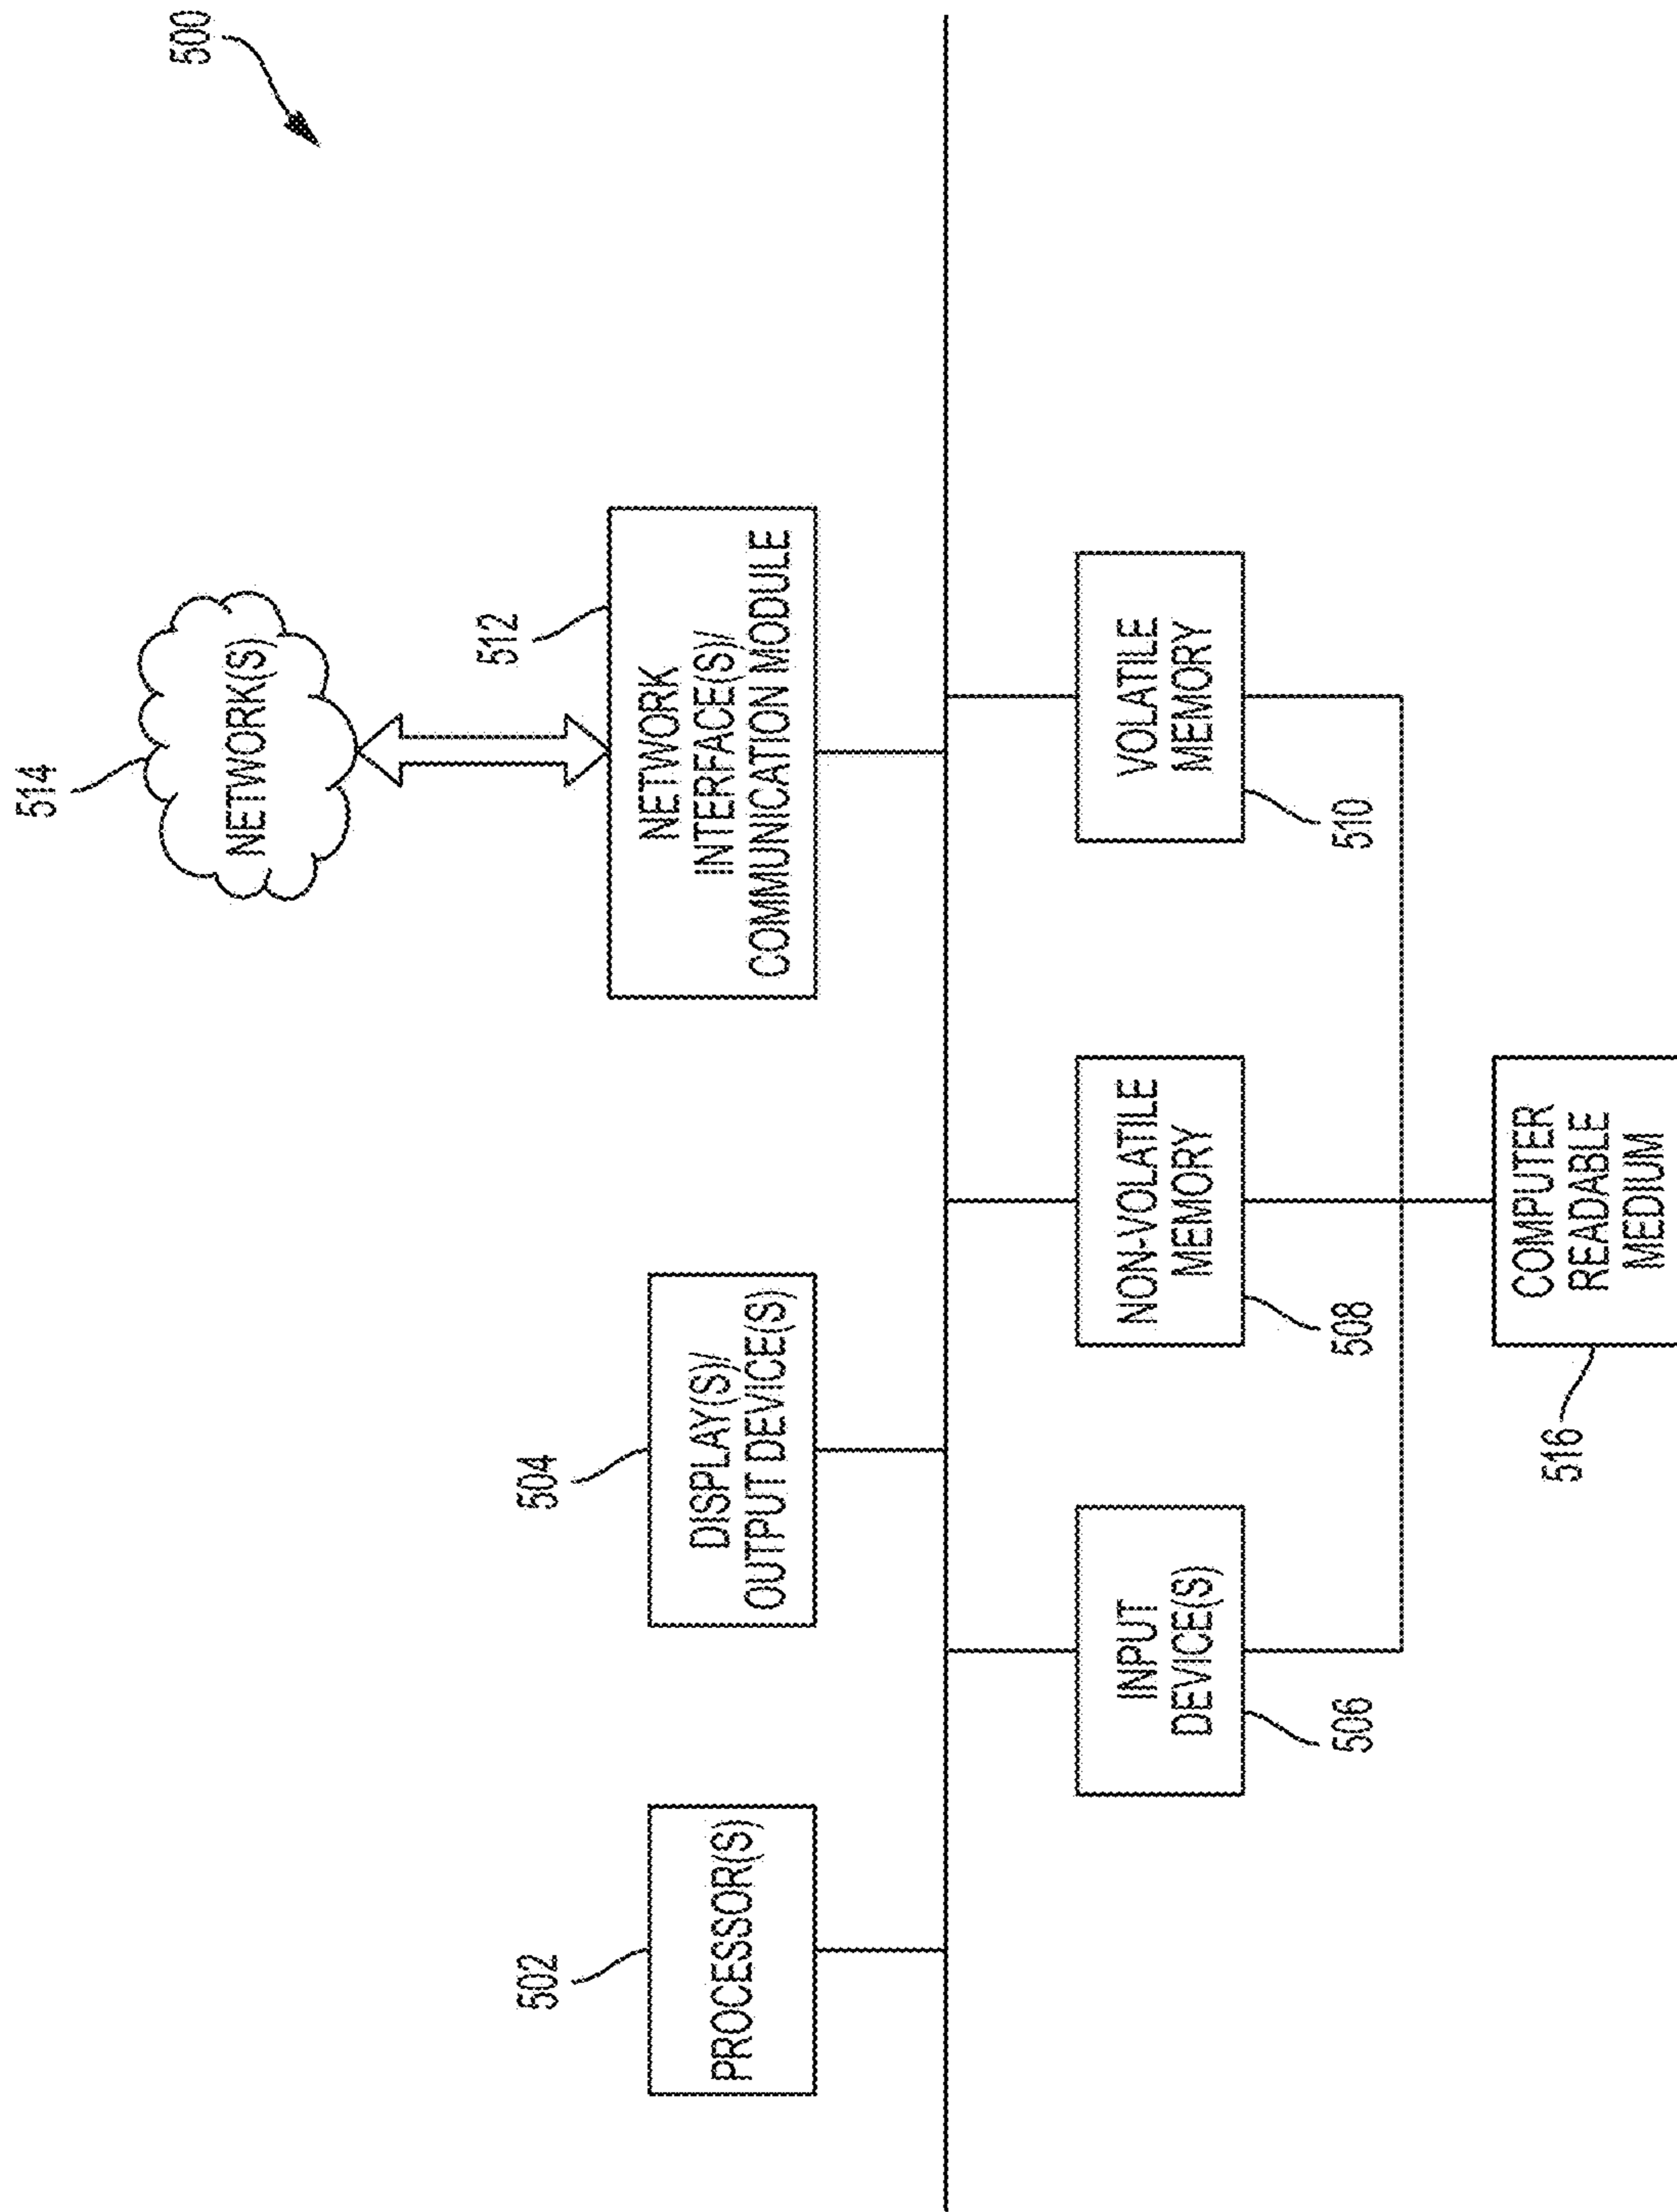 500
514
NETWORK(S)
502
504
512
PROCESSOR(S)
DISPLAY(S)/
OUTPUT DEVICE(S)
NETWORK
INTERFACE(S)/
COMMUNICATION MODULE
INPUT
DEVICE(S)
NON-VOLATILE
MEMORY
VOLATILE
MEMORY
506
508
510
COMPUTER
READABLE
MEDIUM
516